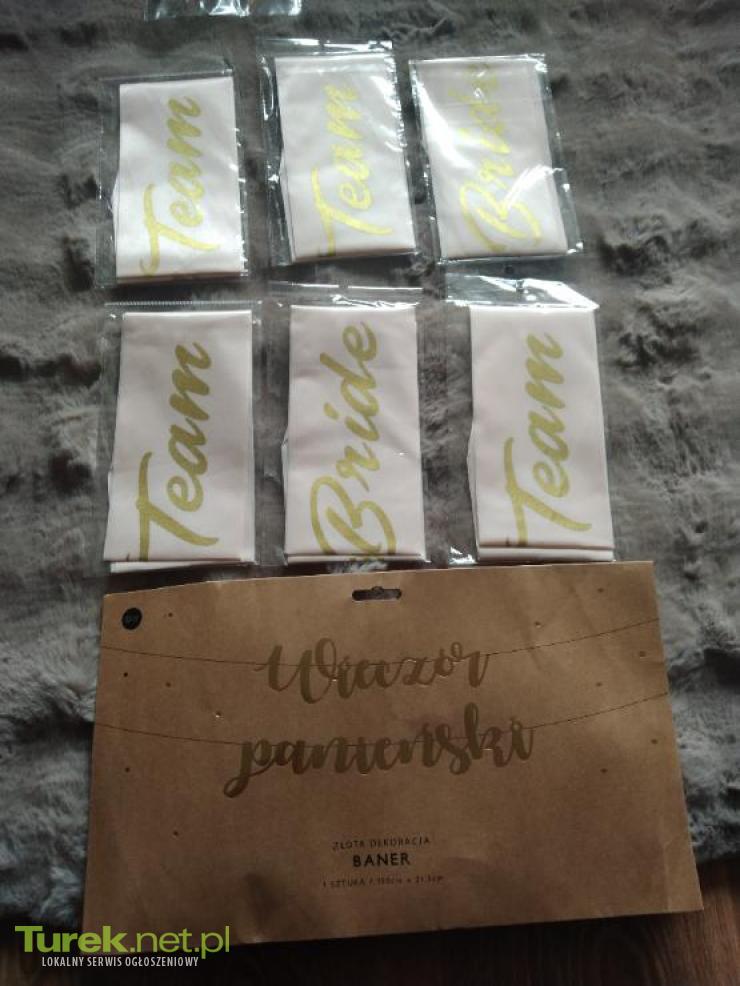 Team
Team
Bride
Team
Bride
Team
Wieczór
panieński
ZŁOTA DEKORACJA
BANER
Turek.net.pl
LOKALNY SERWIS OGŁOSZENIOWY